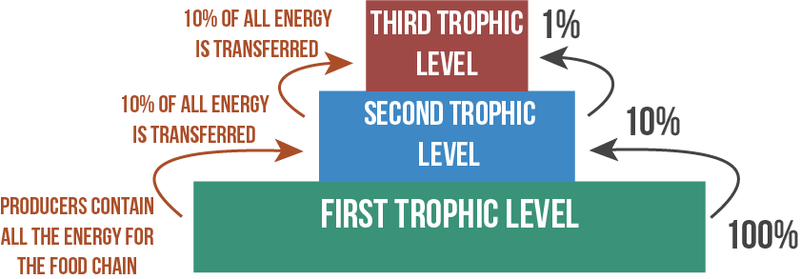 10% OF ALL ENERGY
IS TRANSFERRED
THIRD TROPHIC
LEVEL
1%
10% OF ALL ENERGY
IS TRANSFERRED
SECOND TROPHIC
LEVEL
10%
PRODUCERS CONTAIN
ALL THE ENERGY FOR
THE FOOD CHAIN
FIRST TROPHIC LEVEL
100%